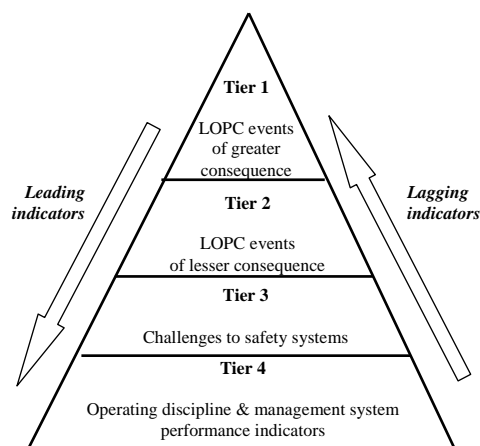 Tier 1
LOPC events
of greater
consequence
Leading
indicators
Lagging
indicators
Tier 2
LOPC events
of lesser consequence
Tier 3
Challenges to safety systems
Tier 4
Operating discipline & management system
performance indicators